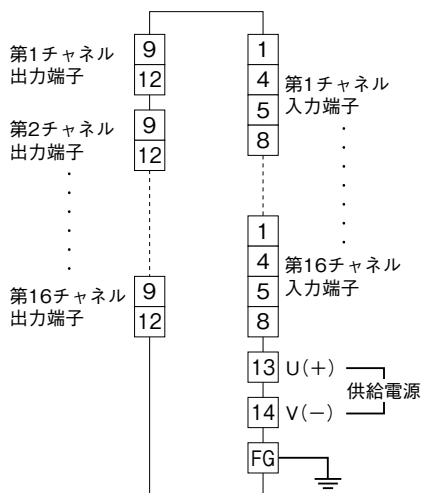 第1チャネル
出力端子
9
12
第2チャネル
出力端子
9
12
第16チャネル
出力端子
9
12
1
4
5
8
第1チャネル
入力端子
1
4
5
8
第16チャネル
入力端子
13 U(+)
供給電源
14 V(−)
FG